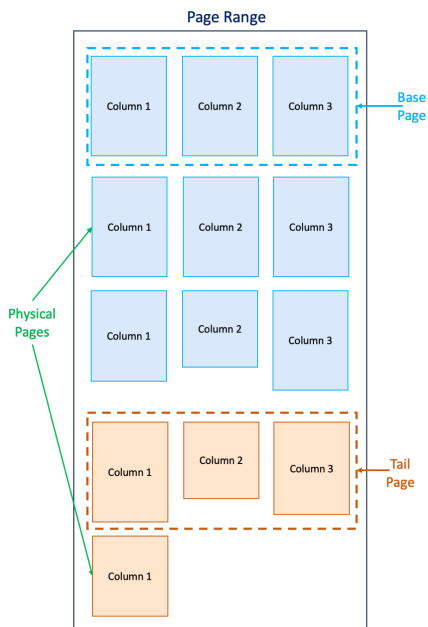 Page Range
Column 1
Column 2
Column 3
Base
Page
Column 1
Column 2
Column 3
Physical
Pages
Column 1
Column 2
Column 3
Column 1
Column 2
Column 3
Tail
Page
Column 1